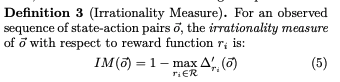 Definition 3 (Irrationality Measure). For an observed
sequence of state-action pairs o⃗, the irrationality measure
of o⃗ with respect to reward function rᵢ is:
IM(o⃗) = 1 − max_{rᵢ∈ℛ} Δ′_{rᵢ}(o⃗) (5)